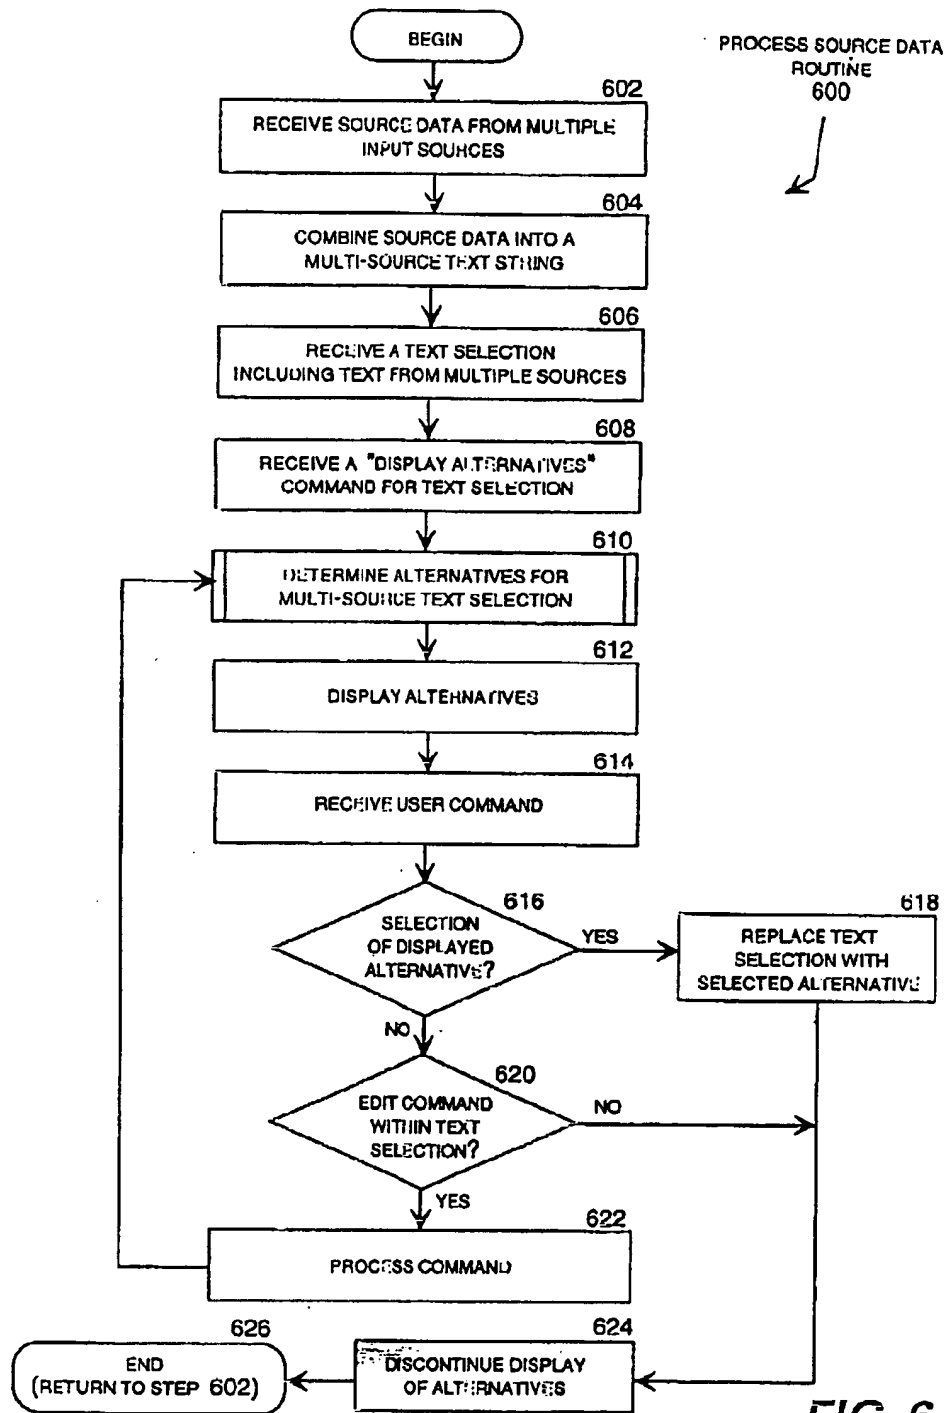 BEGIN
PROCESS SOURCE DATA
ROUTINE
600
602
RECEIVE SOURCE DATA FROM MULTIPLE
INPUT SOURCES
604
COMBINE SOURCE DATA INTO A
MULTI-SOURCE TEXT STRING
606
RECEIVE A TEXT SELECTION
INCLUDING TEXT FROM MULTIPLE SOURCES
608
RECEIVE A "DISPLAY ALTERNATIVES"
COMMAND FOR TEXT SELECTION
610
DETERMINE ALTERNATIVES FOR
MULTI-SOURCE TEXT SELECTION
612
DISPLAY ALTERNATIVES
614
RECEIVE USER COMMAND
616
SELECTION
OF DISPLAYED
ALTERNATIVE?
YES
618
REPLACE TEXT
SELECTION WITH
SELECTED ALTERNATIVE
NO
620
EDIT COMMAND
WITHIN TEXT
SELECTION?
NO
YES
622
PROCESS COMMAND
626
END
(RETURN TO STEP 602)
624
DISCONTINUE DISPLAY
OF ALTERNATIVES
FIG. 6